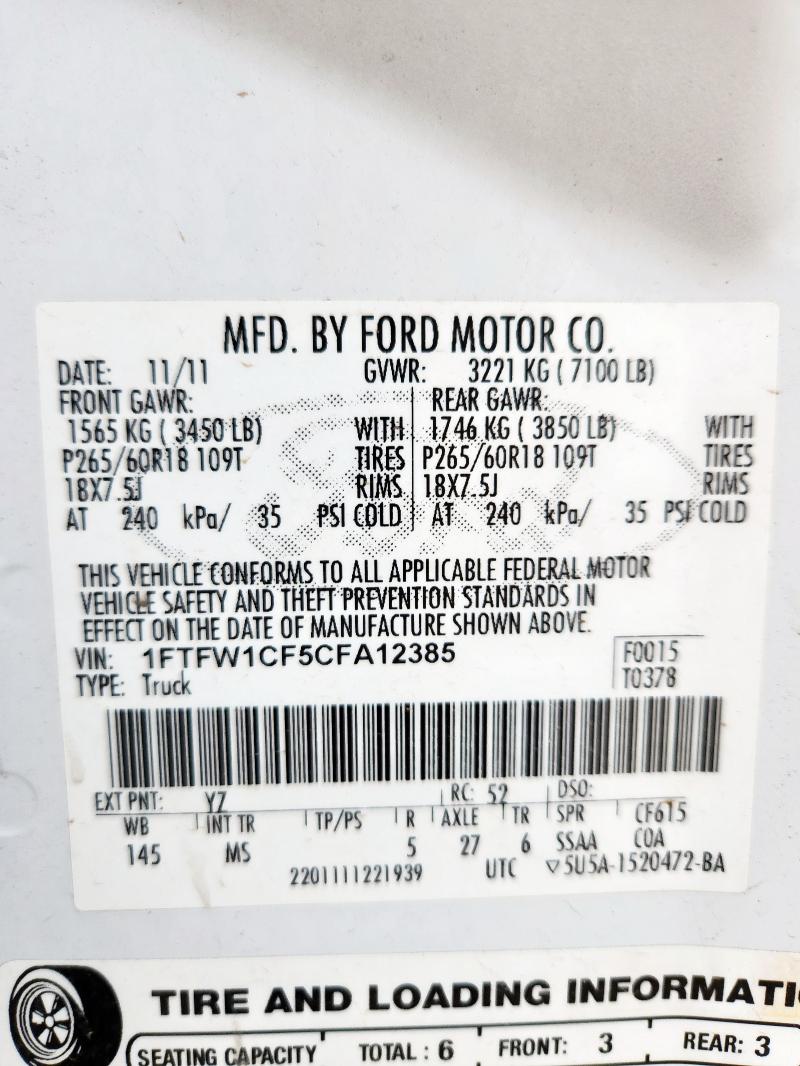 MFD. BY FORD MOTOR CO.
DATE: 11/11 GVWR: 3221 KG ( 7100 LB)
FRONT GAWR: REAR GAWR:
1565 KG ( 3450 LB) WITH 1746 KG ( 3850 LB) WITH
P265/60R18 109T TIRES P265/60R18 109T TIRES
18X7.5J RIMS 18X7.5J RIMS
AT 240 kPa/ 35 PSI COLD AT 240 kPa/ 35 PSI COLD
THIS VEHICLE CONFORMS TO ALL APPLICABLE FEDERAL MOTOR
VEHICLE SAFETY AND THEFT PREVENTION STANDARDS IN
EFFECT ON THE DATE OF MANUFACTURE SHOWN ABOVE.
VIN: 1FTFW1CF5CFA12385 F0015
TYPE: Truck T0378
EXT PNT: YZ RC: 52 DSO:
WB INT TR TP/PS R AXLE TR SPR CF615
145 MS 5 27 6 SSAA COA
2201111221939 UTC ▽5U5A-1520472-BA
TIRE AND LOADING INFORMATI
SEATING CAPACITY TOTAL : 6 FRONT: 3 REAR: 3